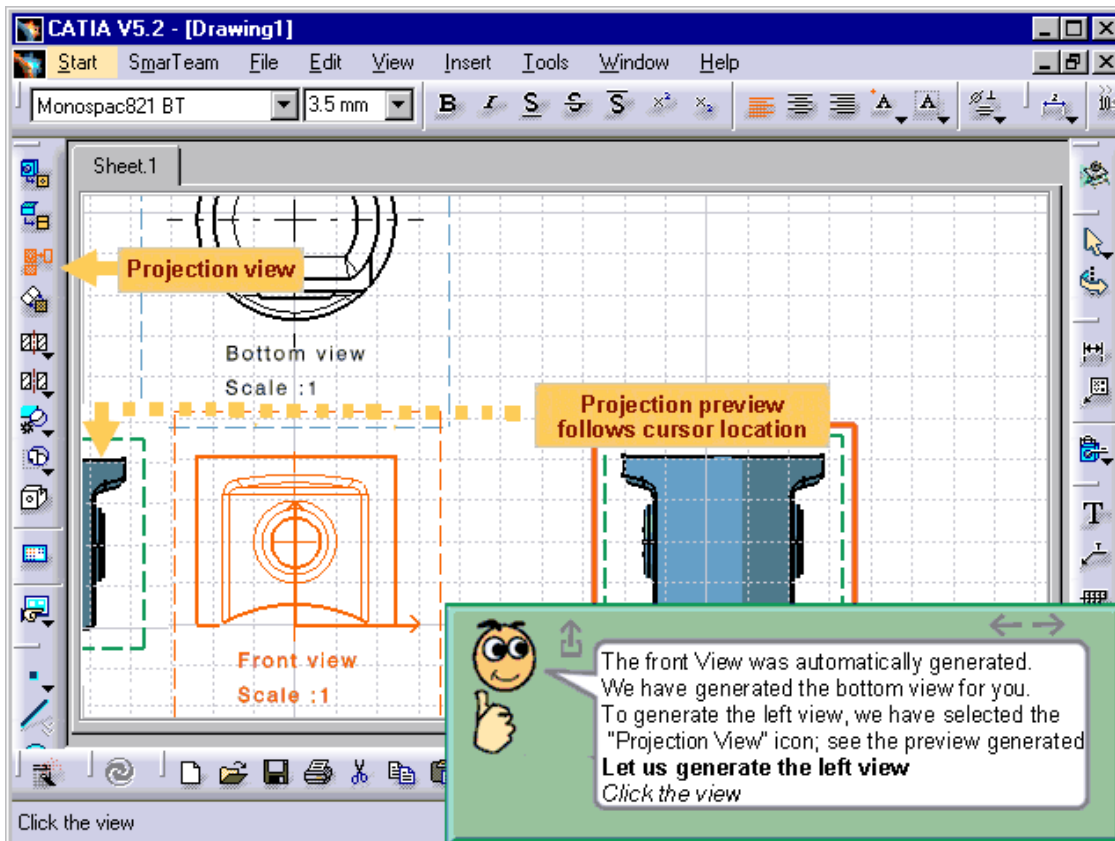 CATIA V5.2 - [Drawing1]
Start SmarTeam File Edit View Insert Tools Window Help
Monospac821 BT 3.5 mm B I S S S x² x₂ A A 10
Sheet.1
Projection view
Bottom view
Scale :1
Projection preview
follows cursor location
T
Front view
Scale :1
The front View was automatically generated.
We have generated the bottom view for you.
To generate the left view, we have selected the
"Projection View" icon; see the preview generated
Let us generate the left view
Click the view
Click the view